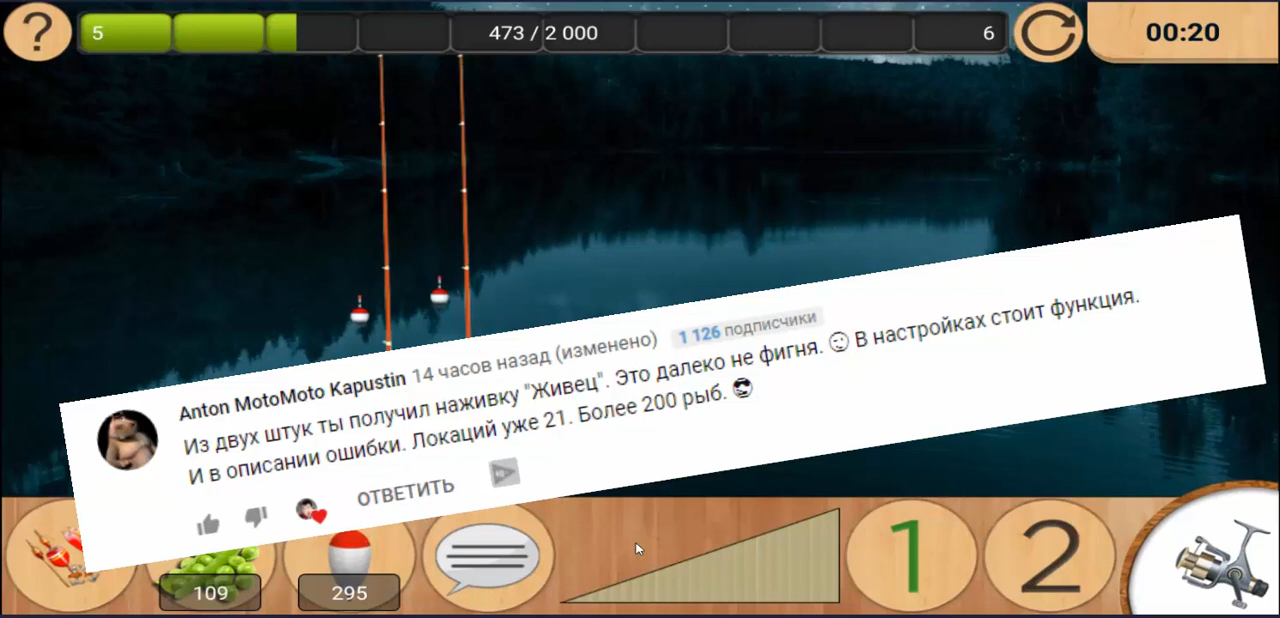 ?
5
473 / 2 000
6
00:20
Anton MotoMoto Kapustin 14 часов назад (изменено) 1 126 подписчики
Из двух штук ты получил наживку "Живец". Это далеко не фигня. В настройках стоит функция.
И в описании ошибки. Локаций уже 21. Более 200 рыб.
ОТВЕТИТЬ
109
295
1
2